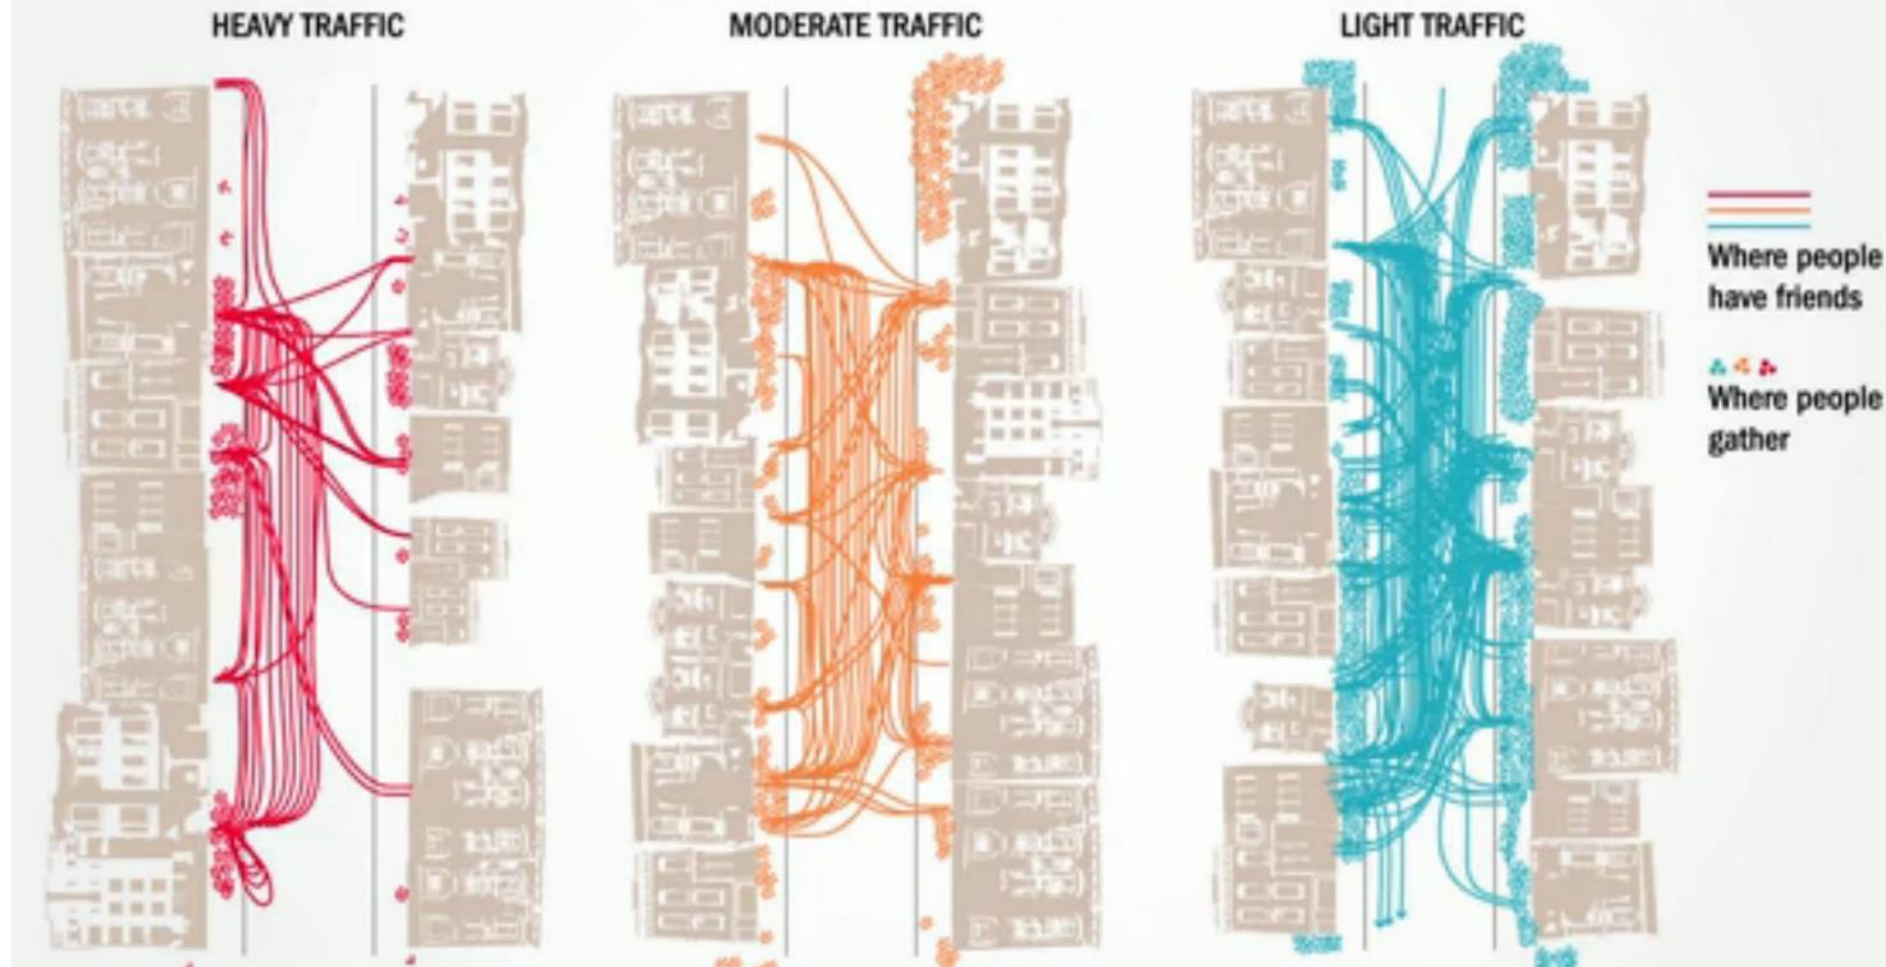 HEAVY TRAFFIC
MODERATE TRAFFIC
LIGHT TRAFFIC
Where people
have friends
Where people
gather